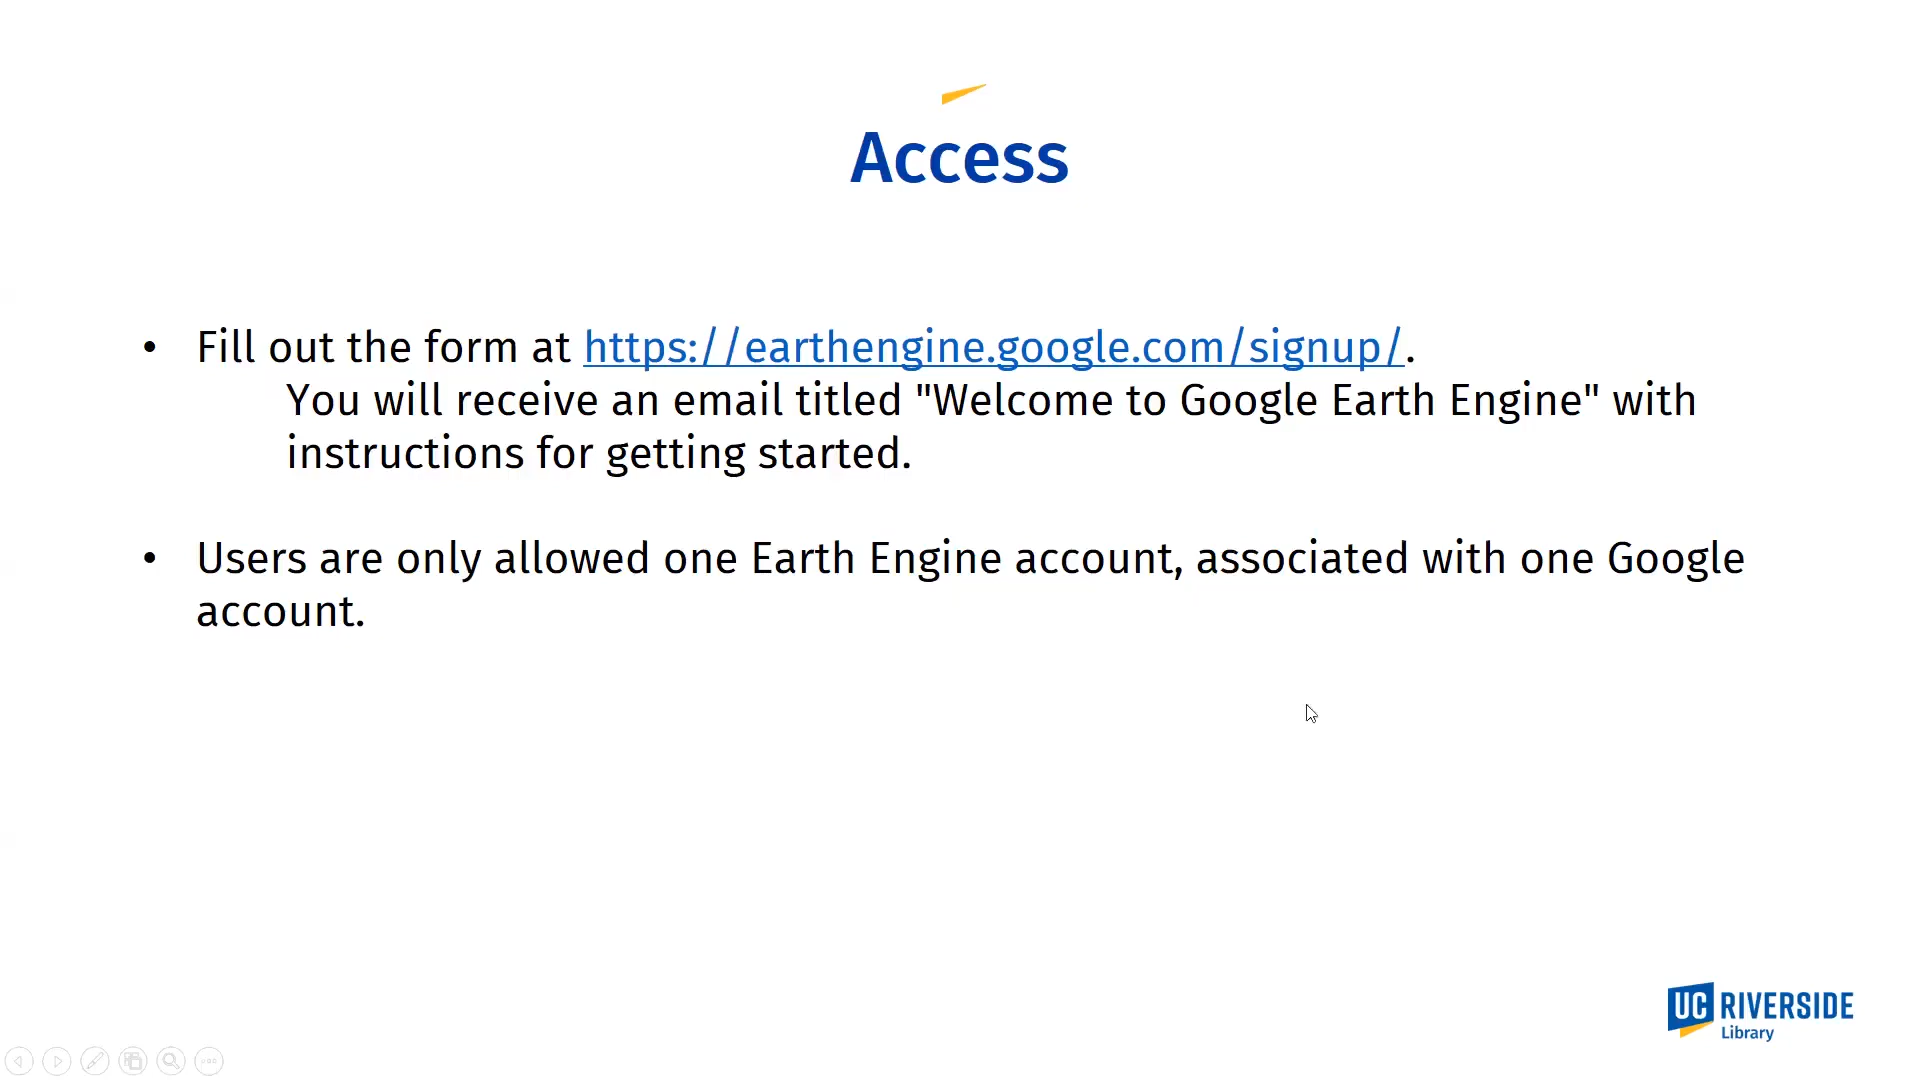 Access
• Fill out the form at https://earthengine.google.com/signup/.
You will receive an email titled "Welcome to Google Earth Engine" with
instructions for getting started.
• Users are only allowed one Earth Engine account, associated with one Google
account.
UC RIVERSIDE
Library